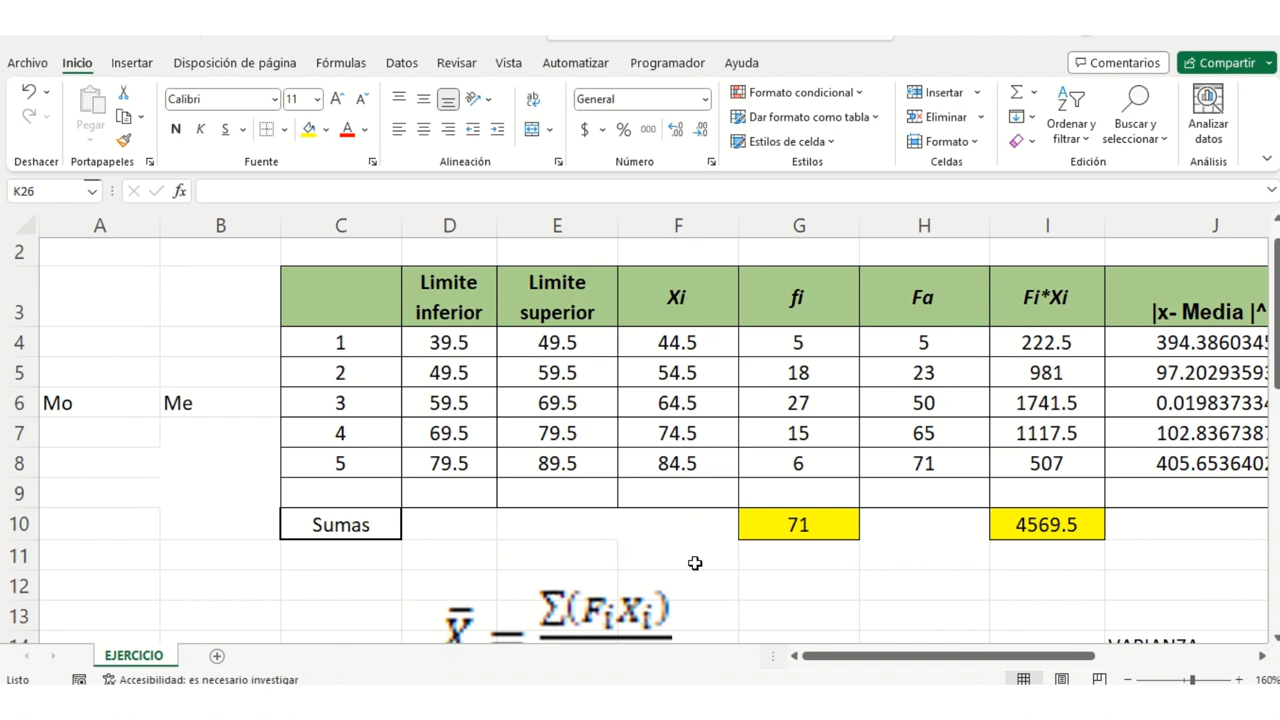 Archivo Inicio Insertar Disposición de página Fórmulas Datos Revisar Vista Automatizar Programador Ayuda Comentarios Compartir
Pegar
Calibri 11
N K S
ab
General
$ % 000
Formato condicional
Dar formato como tabla
Estilos de celda
Insertar
Eliminar
Formato
Ordenar y filtrar
Buscar y seleccionar
Analizar datos
Deshacer Portapapeles Fuente Alineación Número Estilos Celdas Edición Análisis
K26 fx
A B C D E F G H I J
2
3 Limite inferior Limite superior Xi fi Fa Fi*Xi |x- Media |^
4 1 39.5 49.5 44.5 5 5 222.5 394.3860345
5 2 49.5 59.5 54.5 18 23 981 97.20293593
6 Mo Me 3 59.5 69.5 64.5 27 50 1741.5 0.019837334
7 4 69.5 79.5 74.5 15 65 1117.5 102.8367387
8 5 79.5 89.5 84.5 6 71 507 405.6536402
9
10 Sumas 71 4569.5
11
12
13 X̄ = Σ(FiXi)
VARIANZA
EJERCICIO
Listo Accesibilidad: es necesario investigar 160%